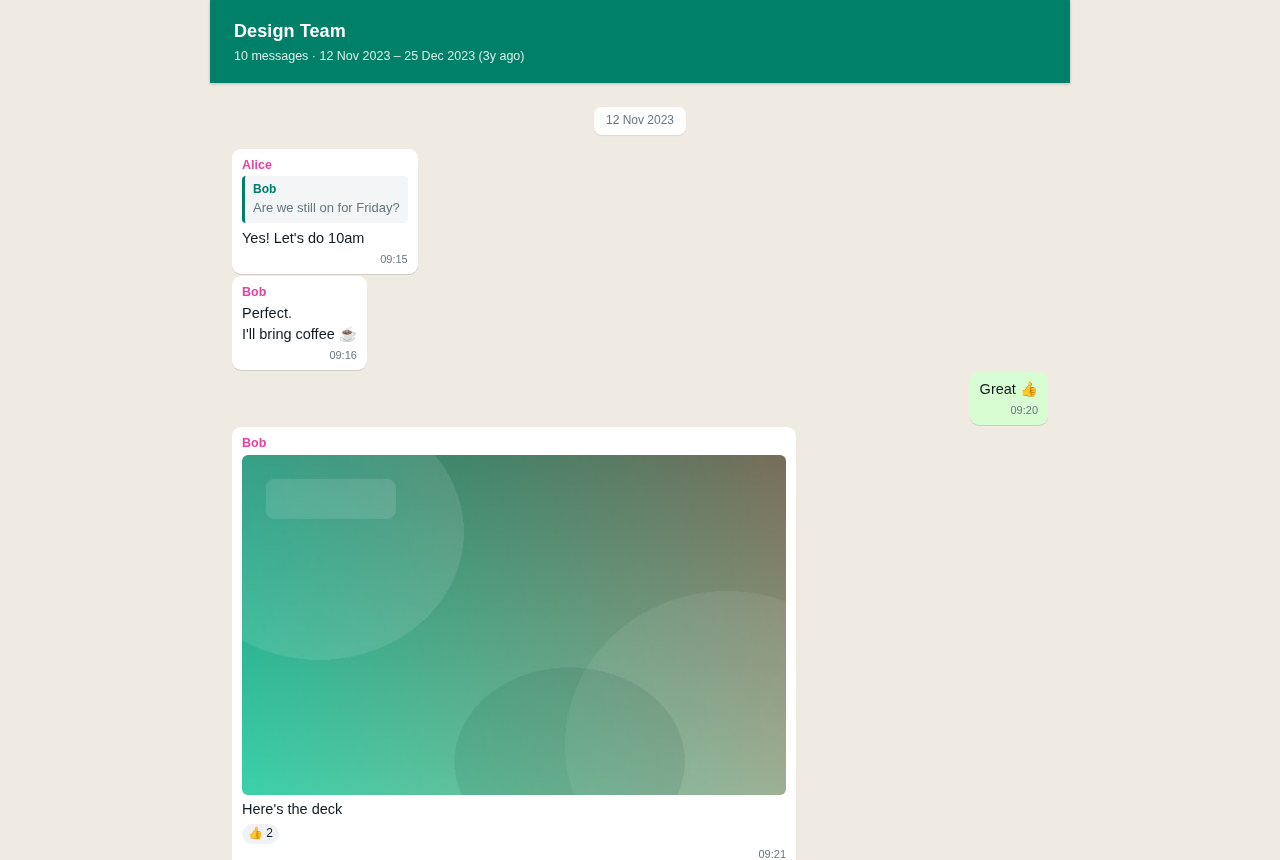 Design Team
10 messages · 12 Nov 2023 – 25 Dec 2023 (3y ago)
12 Nov 2023
Alice
Bob
Are we still on for Friday?
Yes! Let's do 10am
09:15
Bob
Perfect.
I'll bring coffee ☕
09:16
Great 👍
09:20
Bob
Here's the deck
👍 2
09:21